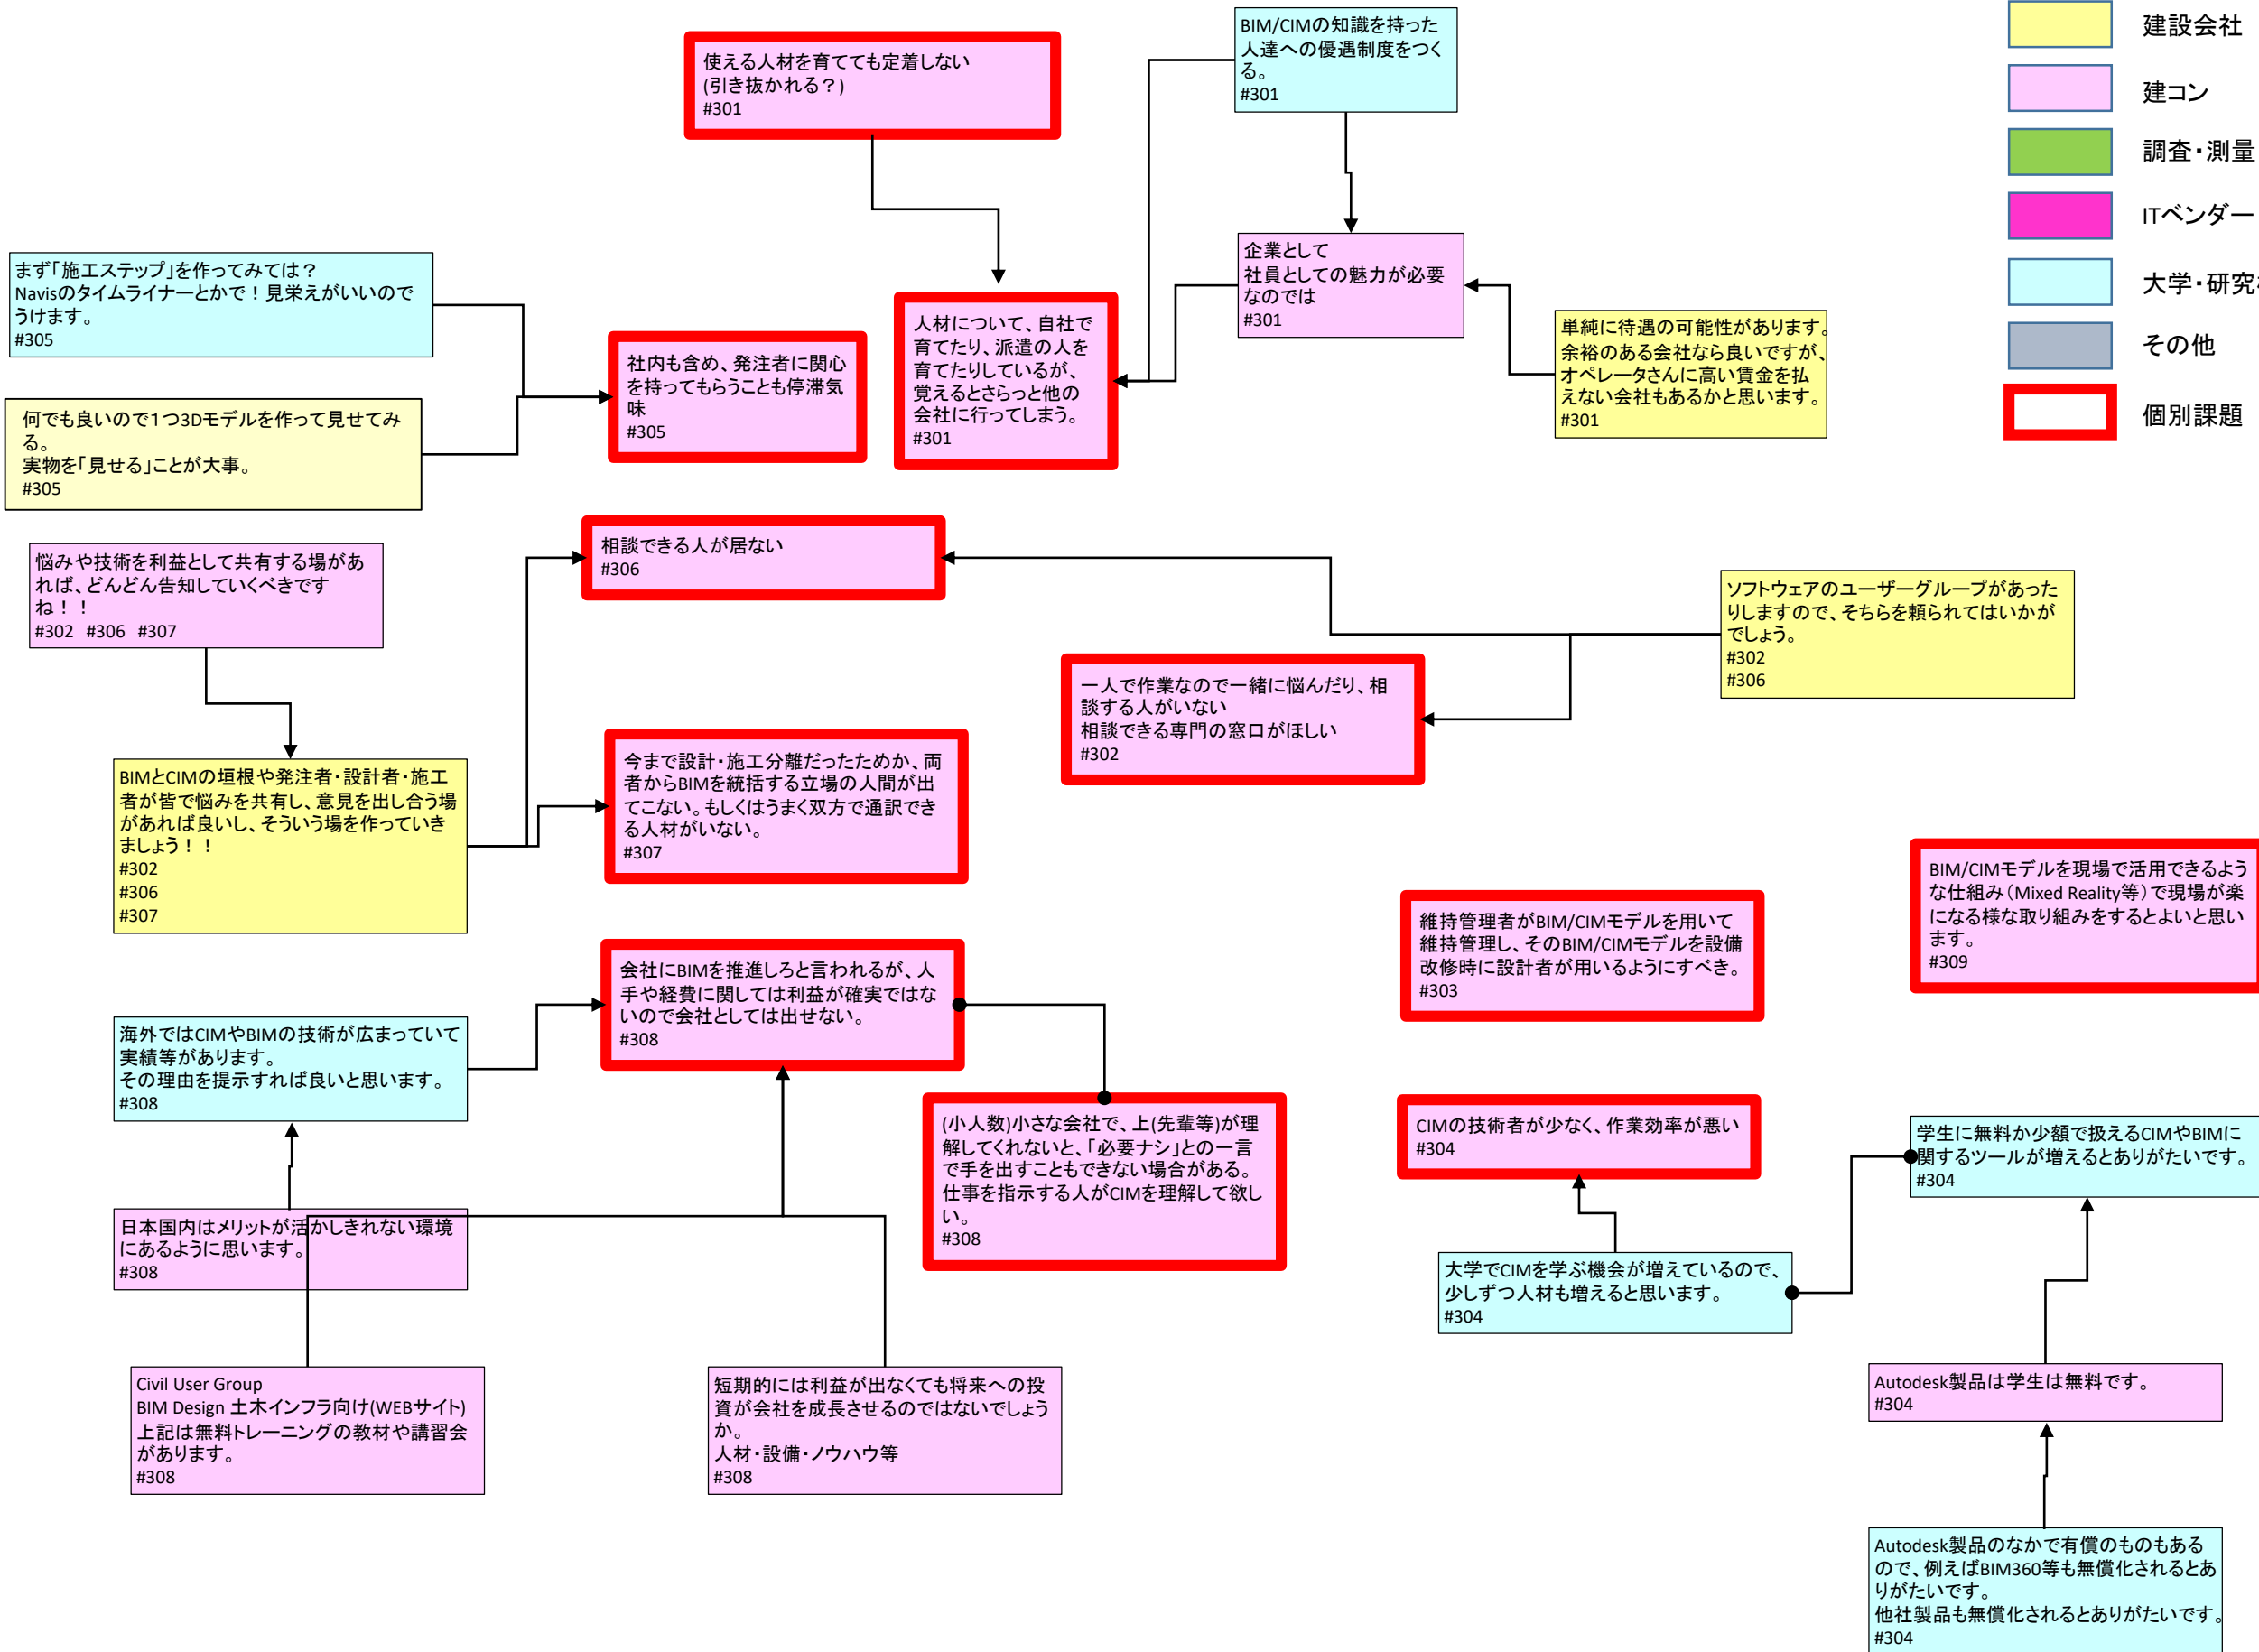 建設会社
建コン
調査・測量
ITベンダー
大学・研究
その他
個別課題
使える人材を育てても定着しない
(引き抜かれる？)
#301
BIM/CIMの知識を持った
人達への優遇制度をつく
る。
#301
まず「施工ステップ」を作ってみては？
Navisのタイムライナーとかで！見栄えがいいので
うけます。
#305
何でも良いので１つ3Dモデルを作って見せてみ
る。
実物を「見せる」ことが大事。
#305
社内も含め、発注者に関心
を持ってもらうことも停滞気
味
#305
人材について、自社で
育てたり、派遣の人を
育てたりしているが、
覚えるとさらっと他の
会社に行ってしまう。
#301
企業として
社員としての魅力が必要
なのでは
#301
単純に待遇の可能性があります。
余裕のある会社なら良いですが、
オペレータさんに高い賃金を払
えない会社もあるかと思います。
#301
悩みや技術を利益として共有する場があ
れば、どんどん告知していくべきです
ね！！
#302 #306 #307
相談できる人が居ない
#306
ソフトウェアのユーザーグループがあった
りしますので、そちらを頼られてはいかが
でしょう。
#302
#306
一人で作業なので一緒に悩んだり、相
談する人がいない
相談できる専門の窓口がほしい
#302
BIMとCIMの垣根や発注者・設計者・施工
者が皆で悩みを共有し、意見を出し合う場
があれば良いし、そういう場を作っていき
ましょう！！
#302
#306
#307
今まで設計・施工分離だったためか、両
者からBIMを統括する立場の人間が出
てこない。もしくはうまく双方で通訳でき
る人材がいない。
#307
維持管理者がBIM/CIMモデルを用いて
維持管理し、そのBIM/CIMモデルを設備
改修時に設計者が用いるようにすべき。
#303
BIM/CIMモデルを現場で活用できるよう
な仕組み（Mixed Reality等）で現場が楽
になる様な取り組みをするとよいと思い
ます。
#309
会社にBIMを推進しろと言われるが、人
手や経費に関しては利益が確実ではな
いので会社としては出せない。
#308
海外ではCIMやBIMの技術が広まっていて
実績等があります。
その理由を提示すれば良いと思います。
#308
(小人数)小さな会社で、上(先輩等)が理
解してくれないと、「必要ナシ」との一言
で手を出すこともできない場合がある。
仕事を指示する人がCIMを理解して欲し
い。
#308
CIMの技術者が少なく、作業効率が悪い
#304
学生に無料か少額で扱えるCIMやBIMに
関するツールが増えるとありがたいです。
#304
日本国内はメリットが活かしきれない環境
にあるように思います。
#308
大学でCIMを学ぶ機会が増えているので、
少しずつ人材も増えると思います。
#304
Civil User Group
BIM Design 土木インフラ向け(WEBサイト)
上記は無料トレーニングの教材や講習会
があります。
#308
短期的には利益が出なくても将来への投
資が会社を成長させるのではないでしょう
か。
人材・設備・ノウハウ等
#308
Autodesk製品は学生は無料です。
#304
Autodesk製品のなかで有償のものもある
ので、例えばBIM360等も無償化されるとあ
りがたいです。
他社製品も無償化されるとありがたいです。
#304